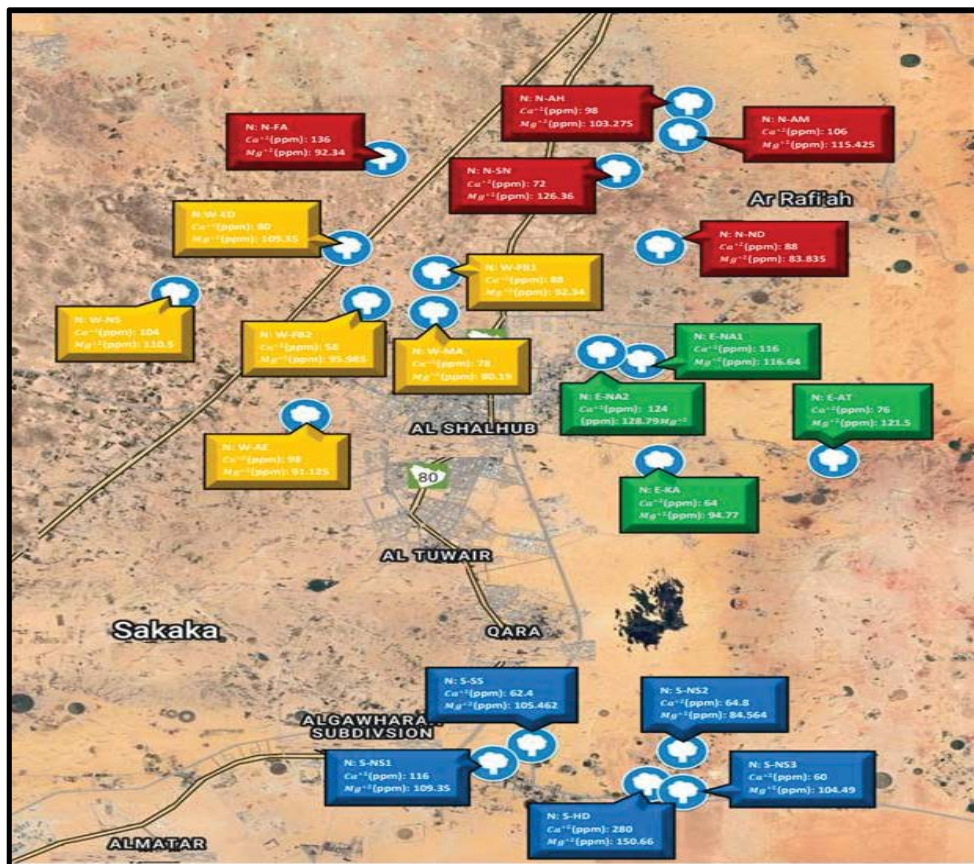 N: N-AH
Ca⁺²(ppm): 98
Mg⁺²(ppm): 103.275
N: N-AM
Ca⁺²(ppm): 106
Mg⁺²(ppm): 115.425
N: N-FA
Ca⁺²(ppm): 136
Mg⁺²(ppm): 92.34
N: N-SN
Ca⁺²(ppm): 72
Mg⁺²(ppm): 126.36
Ar Rafi'ah
N: N-ND
Ca⁺²(ppm): 88
Mg⁺²(ppm): 83.835
Ca⁺²(ppm): 80
Mg⁺²(ppm): 109.35
N: W-FB1
Ca⁺²(ppm): 88
Mg⁺²(ppm): 92.34
N: W-NS
Ca⁺²(ppm): 104
Mg⁺²(ppm): 110.5
N: W-FB2
Ca⁺²(ppm): 58
Mg⁺²(ppm): 95.985
N: W-MA
Ca⁺²(ppm): 78
Mg⁺²(ppm): 80.19
N: E-NA1
Ca⁺²(ppm): 116
Mg⁺²(ppm): 116.64
N: E-NA2
Ca⁺²(ppm): 124
(ppm): 128.79Mg⁺²
N: E-AT
Ca⁺²(ppm): 76
Mg⁺²(ppm): 121.5
N: W-AE
Ca⁺²(ppm): 98
Mg⁺²(ppm): 91.125
AL SHALHUB
80
N: E-KA
Ca⁺²(ppm): 64
Mg⁺²(ppm): 94.77
AL TUWAIR
Sakaka
QARA
N: S-SS
Ca⁺²(ppm): 62.4
Mg⁺²(ppm): 105.462
N: S-NS2
Ca⁺²(ppm): 64.8
Mg⁺²(ppm): 84.564
ALGAWHARAH
SUBDIVSION
N: S-NS1
Ca⁺²(ppm): 116
Mg⁺²(ppm): 109.35
N: S-NS3
Ca⁺²(ppm): 60
Mg⁺²(ppm): 104.49
N: S-HD
Ca⁺²(ppm): 280
Mg⁺²(ppm): 150.66
ALMATAR